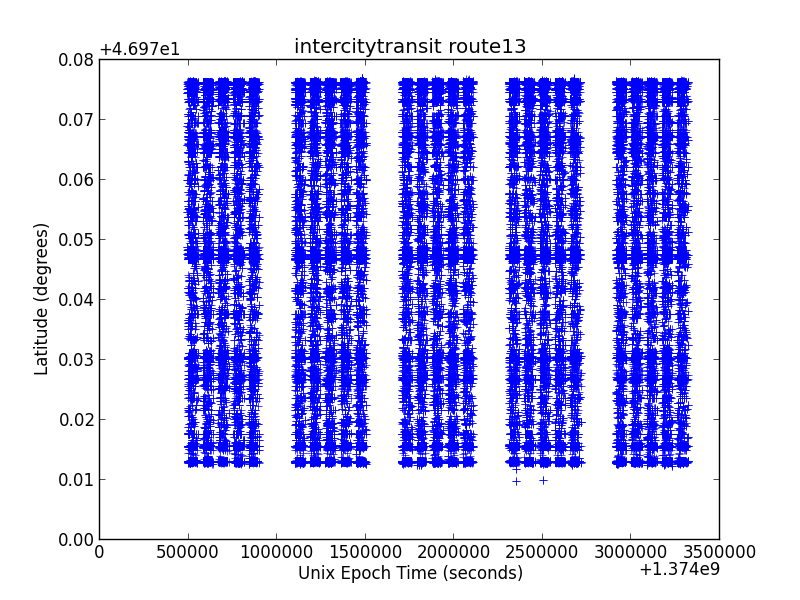 intercitytransit route13
+4.697e1
0.08
0.07
0.06
0.05
0.04
0.03
0.02
0.01
0.00
Latitude (degrees)
0 500000 1000000 1500000 2000000 2500000 3000000 3500000
Unix Epoch Time (seconds)
+1.374e9